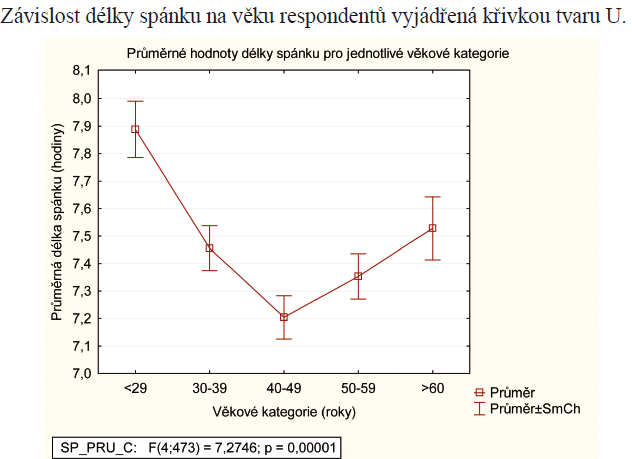 Závislost délky spánku na věku respondentů vyjádřená křivkou tvaru U.
Průměrné hodnoty délky spánku pro jednotlivé věkové kategorie
Průměrná délka spánku (hodiny)
8,1
8,0
7,9
7,8
7,7
7,6
7,5
7,4
7,3
7,2
7,1
7,0
<29 30-39 40-49 50-59 >60
Věkové kategorie (roky)
Průměr
Průměr±SmCh
SP_PRU_C: F(4;473) = 7,2746; p = 0,00001